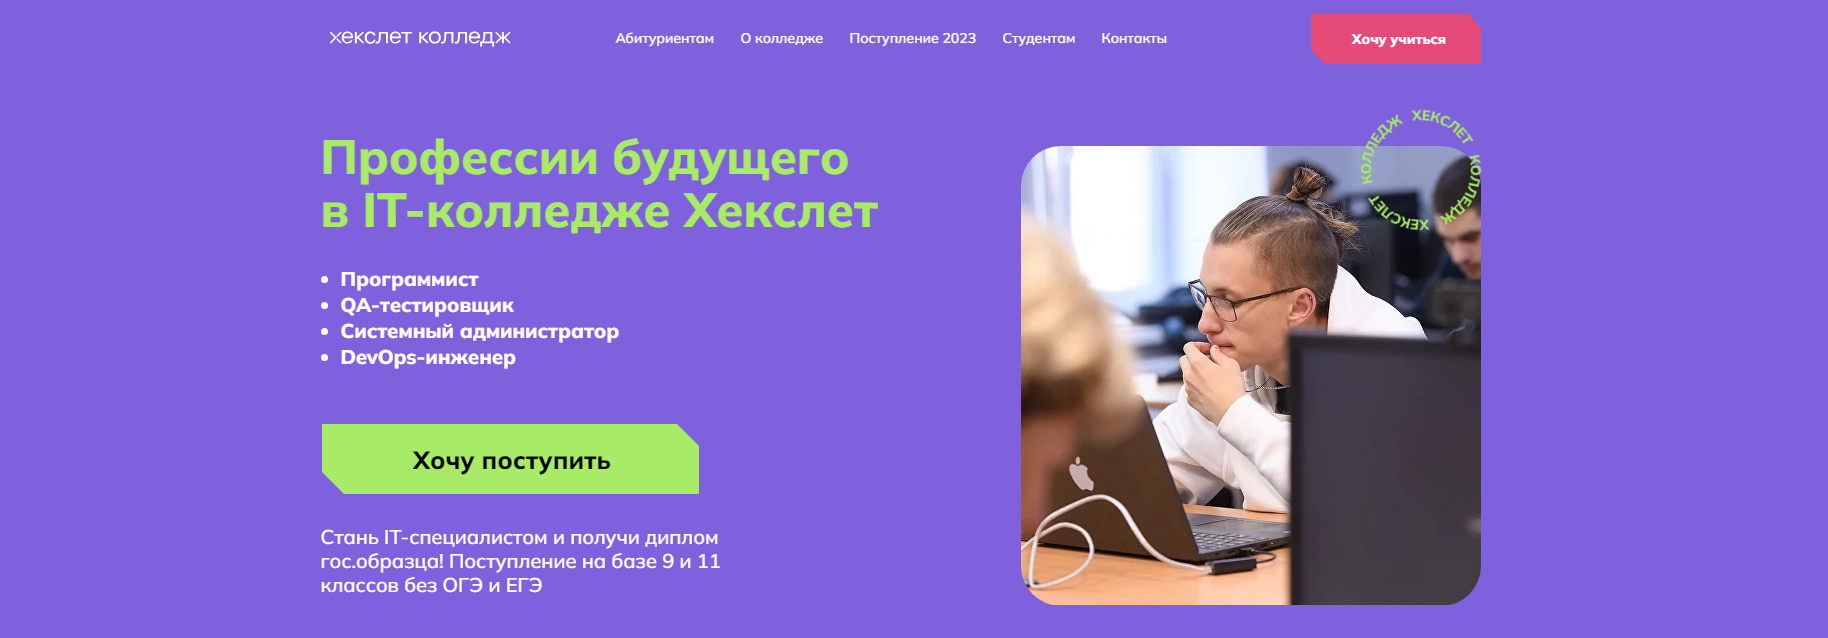 хекслет колледж
Абитуриентам
О колледже
Поступление 2023
Студентам
Контакты
Хочу учиться
Профессии будущего
в IT-колледже Хекслет
• Программист
• QA-тестировщик
• Системный администратор
• DevOps-инженер
Хочу поступить
Стань IT-специалистом и получи диплом
гос.образца! Поступление на базе 9 и 11
классов без ОГЭ и ЕГЭ
ХЕКСЛЕТ КОЛЛЕДЖ ХЕКСЛЕТ КОЛЛЕДЖ